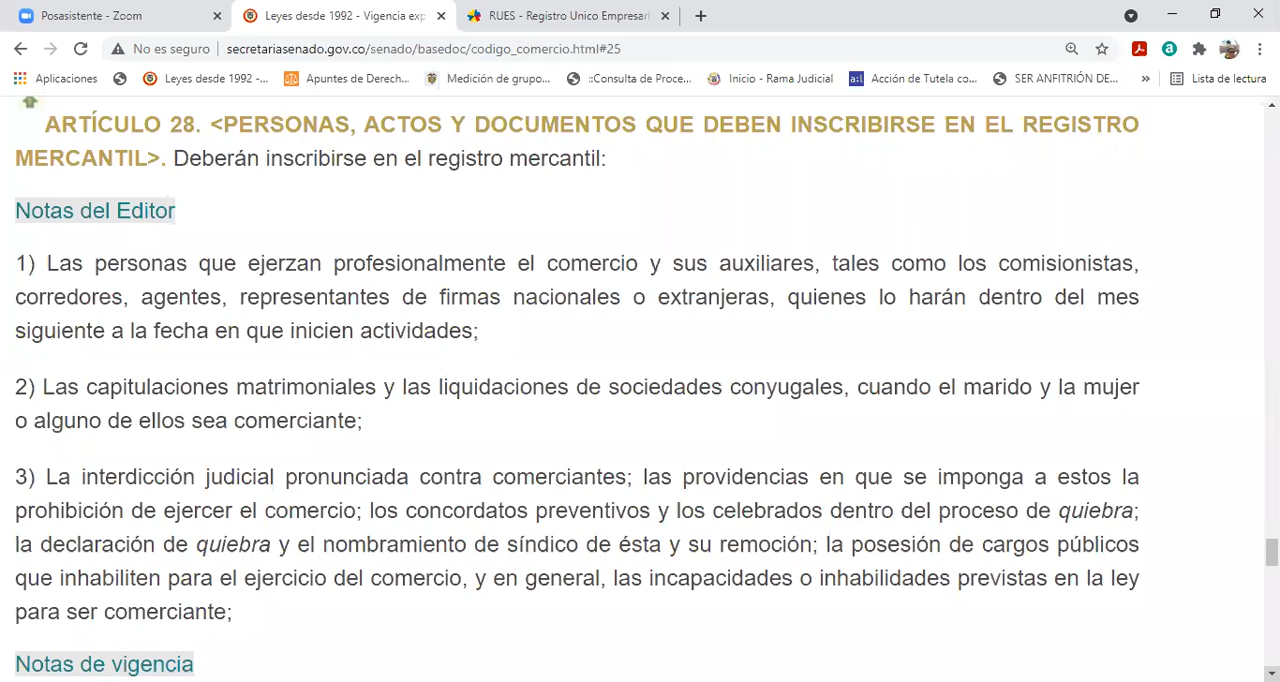 Posasistente - Zoom
Leyes desde 1992 - Vigencia exp
RUES - Registro Unico Empresari
No es seguro
secretariasenado.gov.co/senado/basedoc/codigo_comercio.html#25
Aplicaciones
Leyes desde 1992 -...
Apuntes de Derech...
Medición de grupo...
::Consulta de Proce...
Inicio - Rama Judicial
Acción de Tutela co...
SER ANFITRIÓN DE...
»
Lista de lectura
ARTÍCULO 28. <PERSONAS, ACTOS Y DOCUMENTOS QUE DEBEN INSCRIBIRSE EN EL REGISTRO
MERCANTIL>. Deberán inscribirse en el registro mercantil:
Notas del Editor
1) Las personas que ejerzan profesionalmente el comercio y sus auxiliares, tales como los comisionistas,
corredores, agentes, representantes de firmas nacionales o extranjeras, quienes lo harán dentro del mes
siguiente a la fecha en que inicien actividades;
2) Las capitulaciones matrimoniales y las liquidaciones de sociedades conyugales, cuando el marido y la mujer
o alguno de ellos sea comerciante;
3) La interdicción judicial pronunciada contra comerciantes; las providencias en que se imponga a estos la
prohibición de ejercer el comercio; los concordatos preventivos y los celebrados dentro del proceso de quiebra;
la declaración de quiebra y el nombramiento de síndico de ésta y su remoción; la posesión de cargos públicos
que inhabiliten para el ejercicio del comercio, y en general, las incapacidades o inhabilidades previstas en la ley
para ser comerciante;
Notas de vigencia